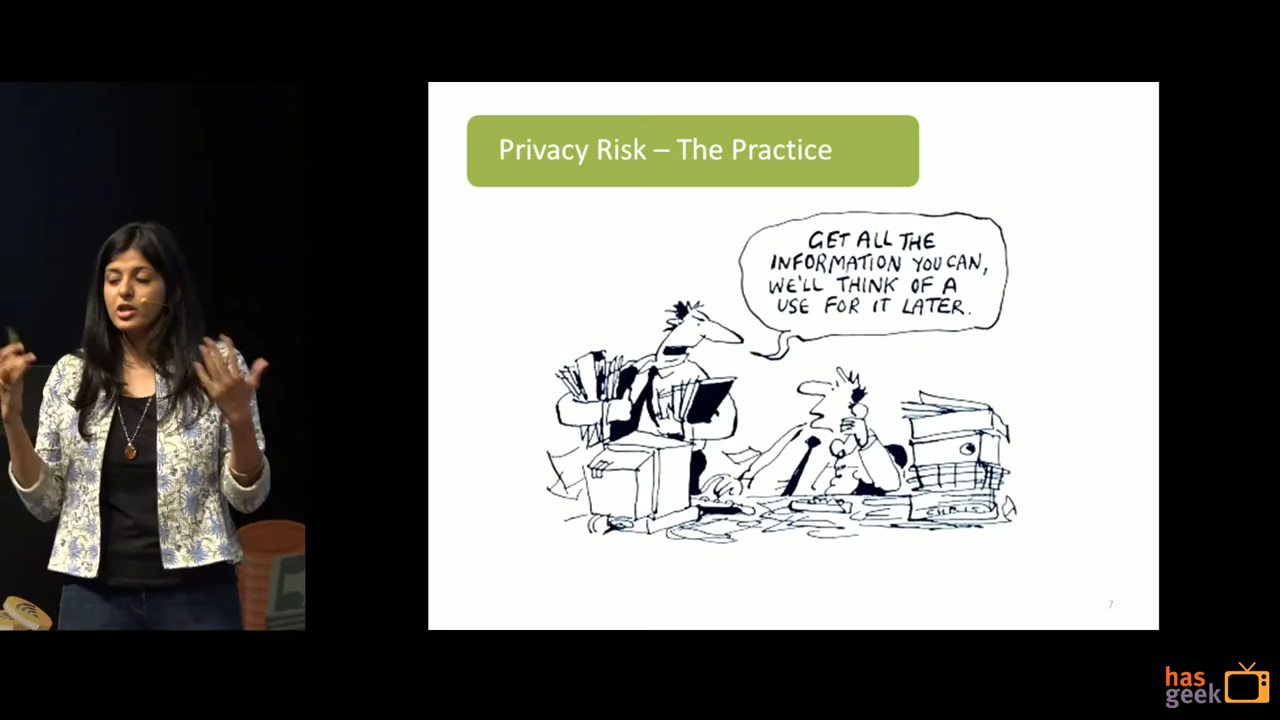 Privacy Risk – The Practice
GET ALL THE
INFORMATION YOU CAN,
WE'LL THINK OF A
USE FOR IT LATER.
CHRIS
7
has
geek